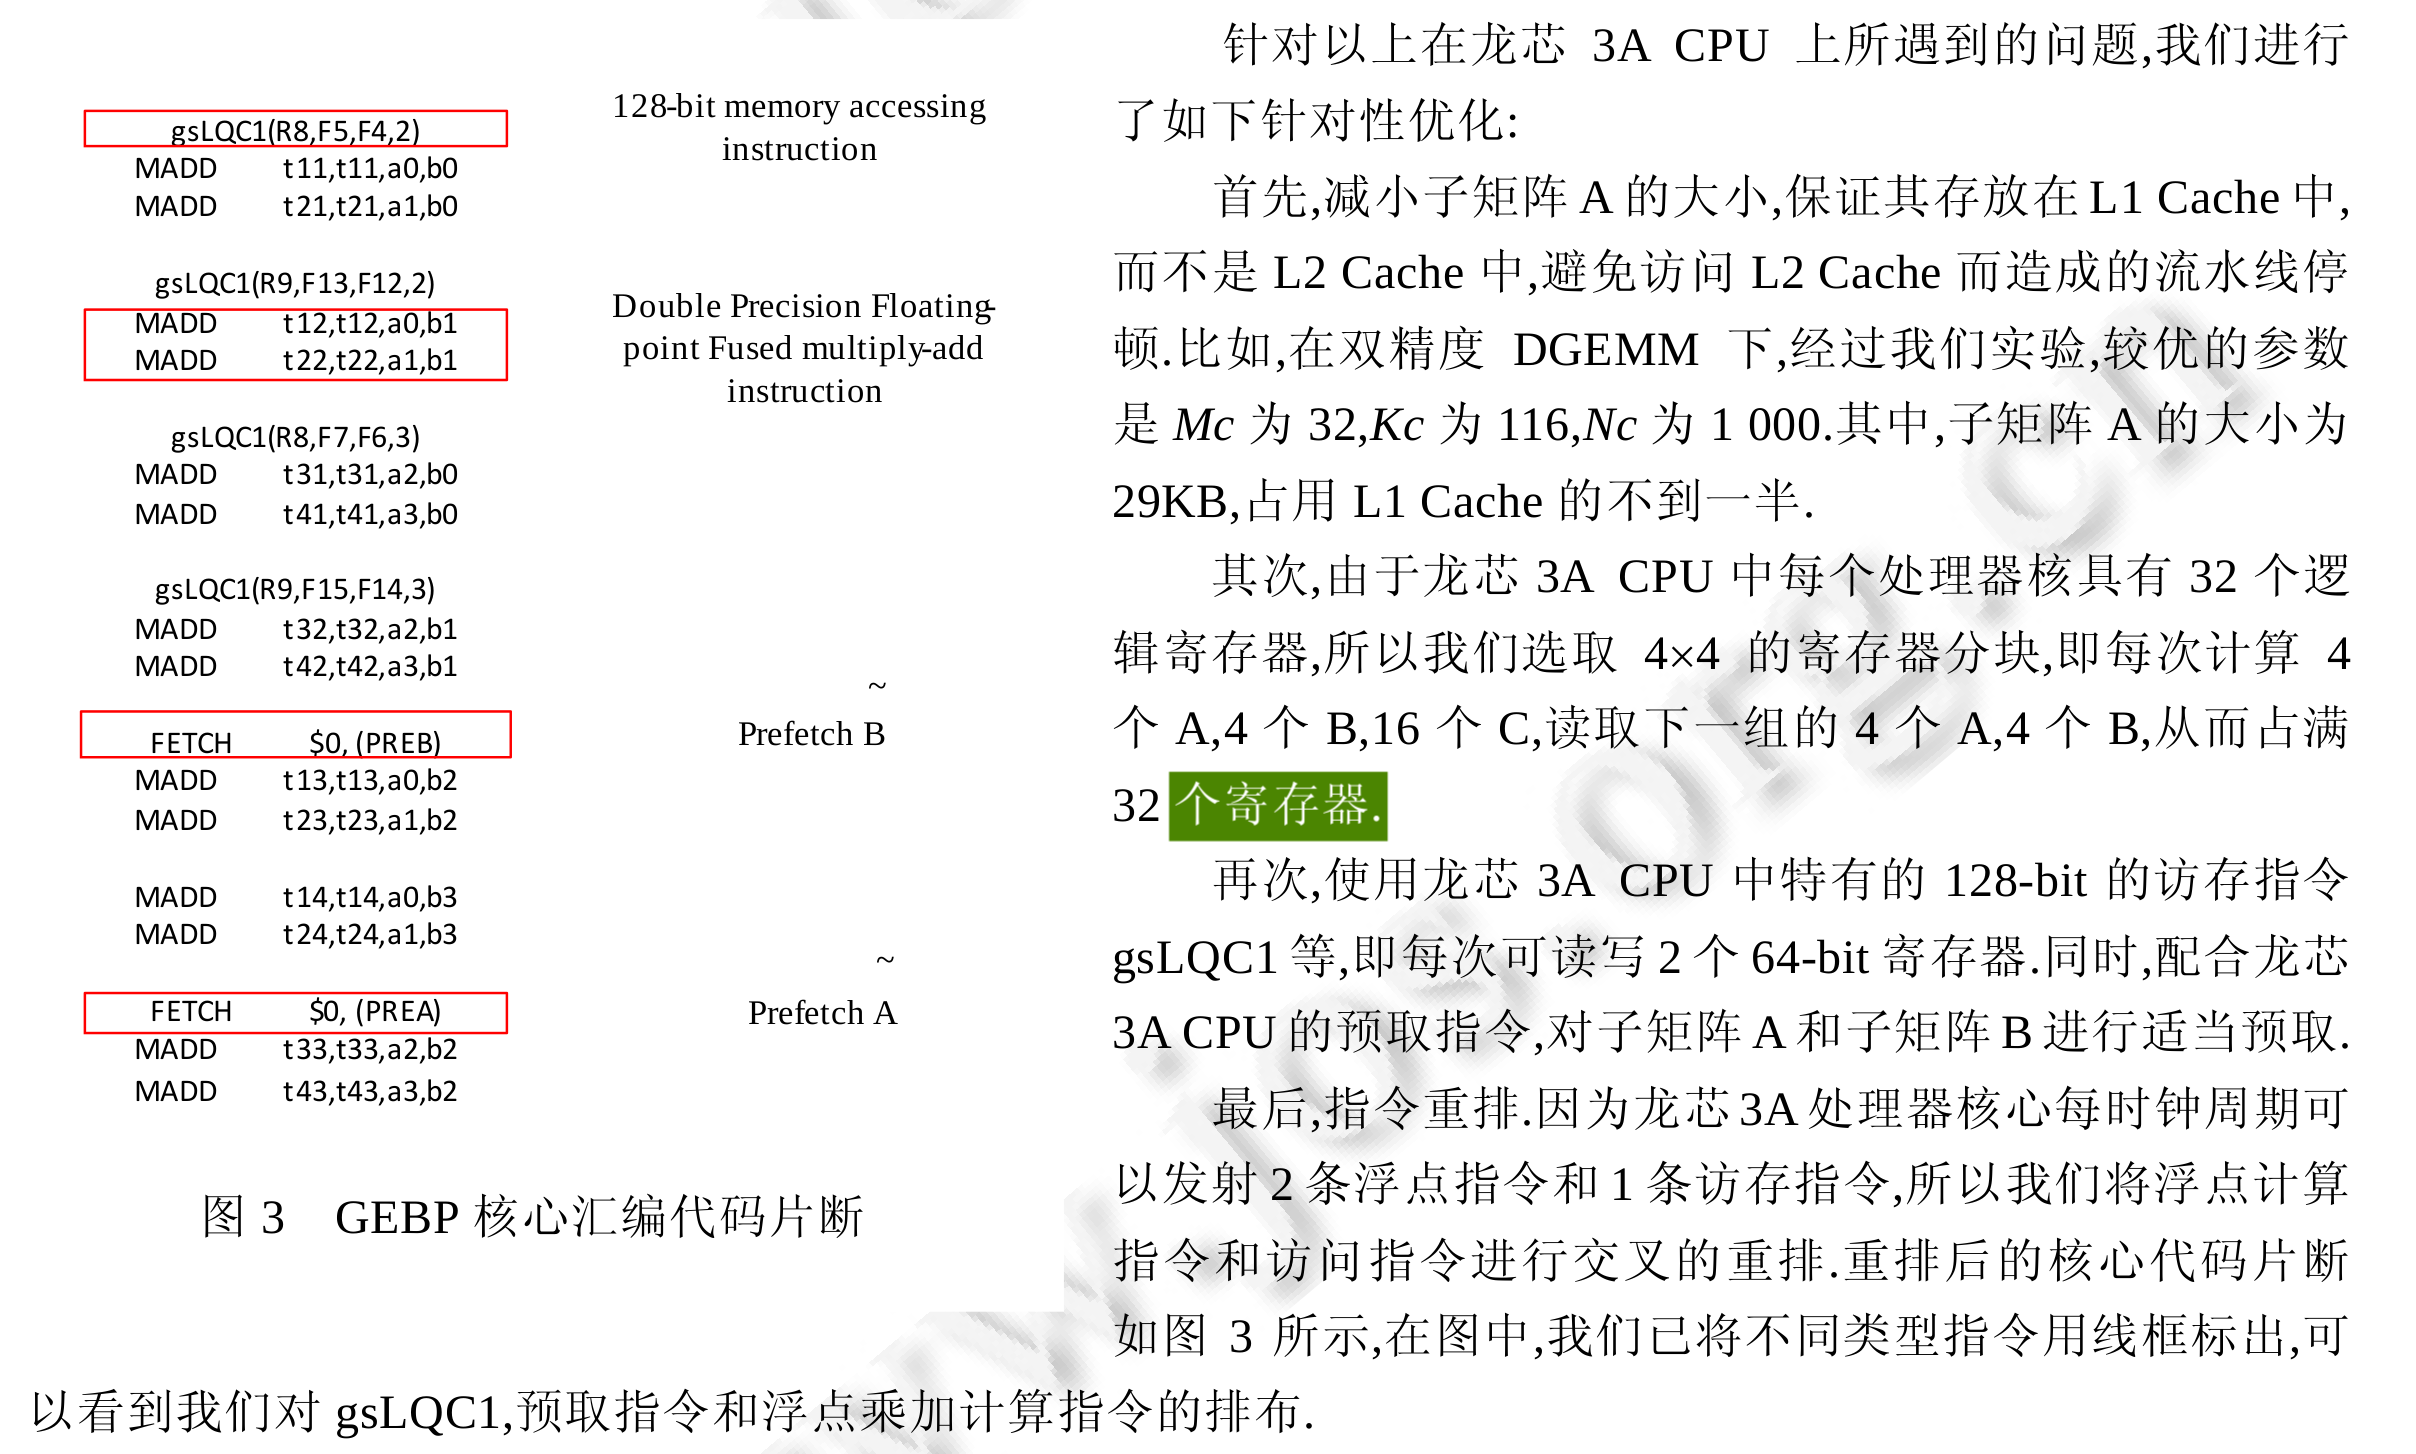 gsLQC1(R8,F5,F4,2)
MADD t11,t11,a0,b0
MADD t21,t21,a1,b0
gsLQC1(R9,F13,F12,2)
MADD t12,t12,a0,b1
MADD t22,t22,a1,b1
gsLQC1(R8,F7,F6,3)
MADD t31,t31,a2,b0
MADD t41,t41,a3,b0
gsLQC1(R9,F15,F14,3)
MADD t32,t32,a2,b1
MADD t42,t42,a3,b1
FETCH $0, (PREB)
MADD t13,t13,a0,b2
MADD t23,t23,a1,b2
MADD t14,t14,a0,b3
MADD t24,t24,a1,b3
FETCH $0, (PREA)
MADD t33,t33,a2,b2
MADD t43,t43,a3,b2
128-bit memory accessing
instruction
Double Precision Floating-
point Fused multiply-add
instruction
~
Prefetch B
~
Prefetch A
图 3 GEBP 核心汇编代码片断
针对以上在龙芯 3A CPU 上所遇到的问题,我们进行
了如下针对性优化:
首先,减小子矩阵 A 的大小,保证其存放在 L1 Cache 中,
而不是 L2 Cache 中,避免访问 L2 Cache 而造成的流水线停
顿.比如,在双精度 DGEMM 下,经过我们实验,较优的参数
是 Mc 为 32,Kc 为 116,Nc 为 1 000.其中,子矩阵 A 的大小为
29KB,占用 L1 Cache 的不到一半.
其次,由于龙芯 3A CPU 中每个处理器核具有 32 个逻
辑寄存器,所以我们选取 4×4 的寄存器分块,即每次计算 4
个 A,4 个 B,16 个 C,读取下一组的 4 个 A,4 个 B,从而占满
32 个寄存器.
再次,使用龙芯 3A CPU 中特有的 128-bit 的访存指令
gsLQC1 等,即每次可读写 2 个 64-bit 寄存器.同时,配合龙芯
3A CPU 的预取指令,对子矩阵 A 和子矩阵 B 进行适当预取.
最后,指令重排.因为龙芯 3A 处理器核心每时钟周期可
以发射 2 条浮点指令和 1 条访存指令,所以我们将浮点计算
指令和访问指令进行交叉的重排.重排后的核心代码片断
如图 3 所示,在图中,我们已将不同类型指令用线框标出,可
以看到我们对 gsLQC1,预取指令和浮点乘加计算指令的排布.
www.jos.org.cn